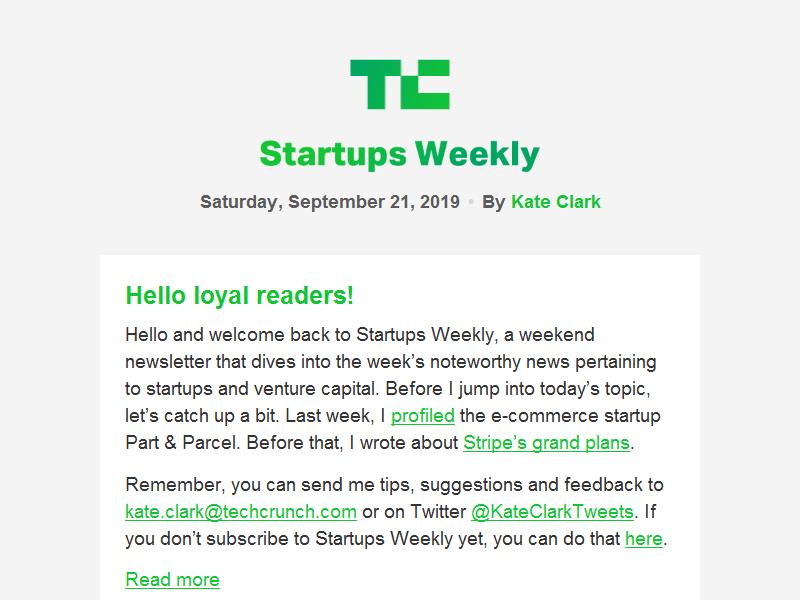 TC
Startups Weekly
Saturday, September 21, 2019 • By Kate Clark
Hello loyal readers!
Hello and welcome back to Startups Weekly, a weekend
newsletter that dives into the week’s noteworthy news pertaining
to startups and venture capital. Before I jump into today’s topic,
let’s catch up a bit. Last week, I profiled the e-commerce startup
Part & Parcel. Before that, I wrote about Stripe’s grand plans.
Remember, you can send me tips, suggestions and feedback to
kate.clark@techcrunch.com or on Twitter @KateClarkTweets. If
you don’t subscribe to Startups Weekly yet, you can do that here.
Read more